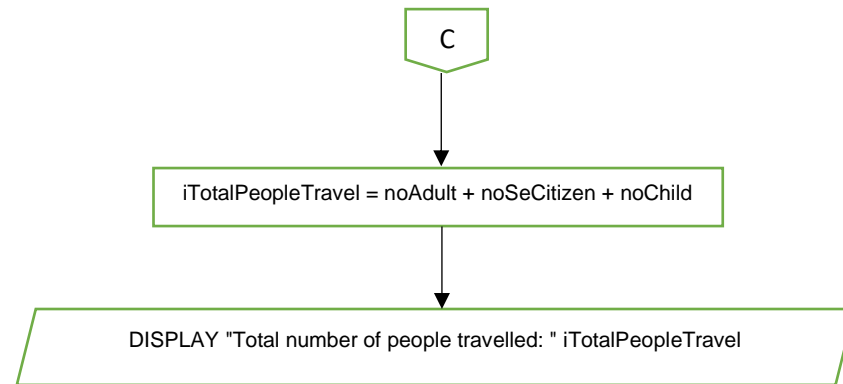 C
iTotalPeopleTravel = noAdult + noSeCitizen + noChild
DISPLAY "Total number of people travelled: " iTotalPeopleTravel